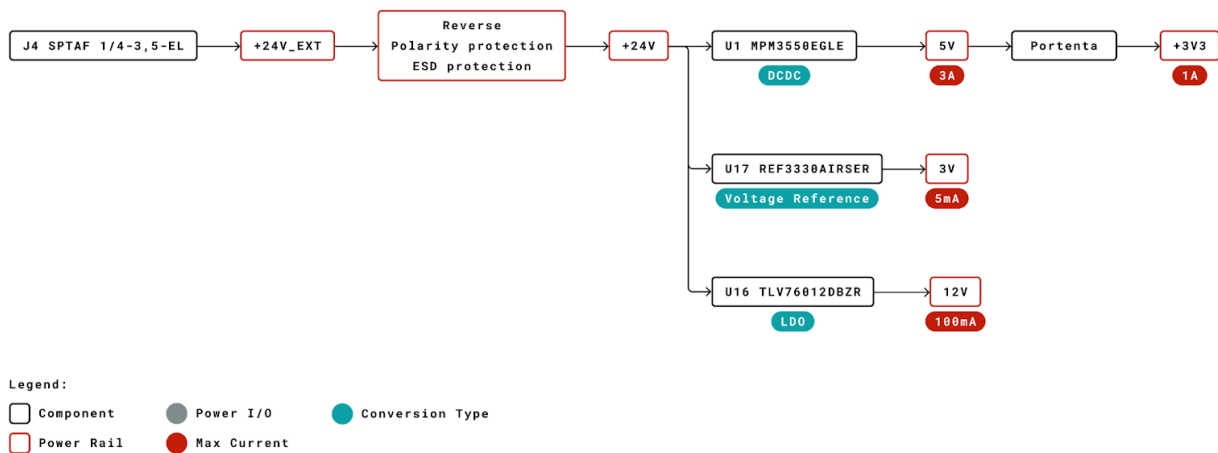 J4 SPTAF 1/4-3,5-EL
+24V_EXT
Reverse
Polarity protection
ESD protection
+24V
U1 MPM3550EGLE
DCDC
5V
3A
Portenta
+3V3
1A
U17 REF3330AIRSER
Voltage Reference
3V
5mA
U16 TLV76012DBZR
LDO
12V
100mA
Legend:
Component
Power I/O
Conversion Type
Power Rail
Max Current